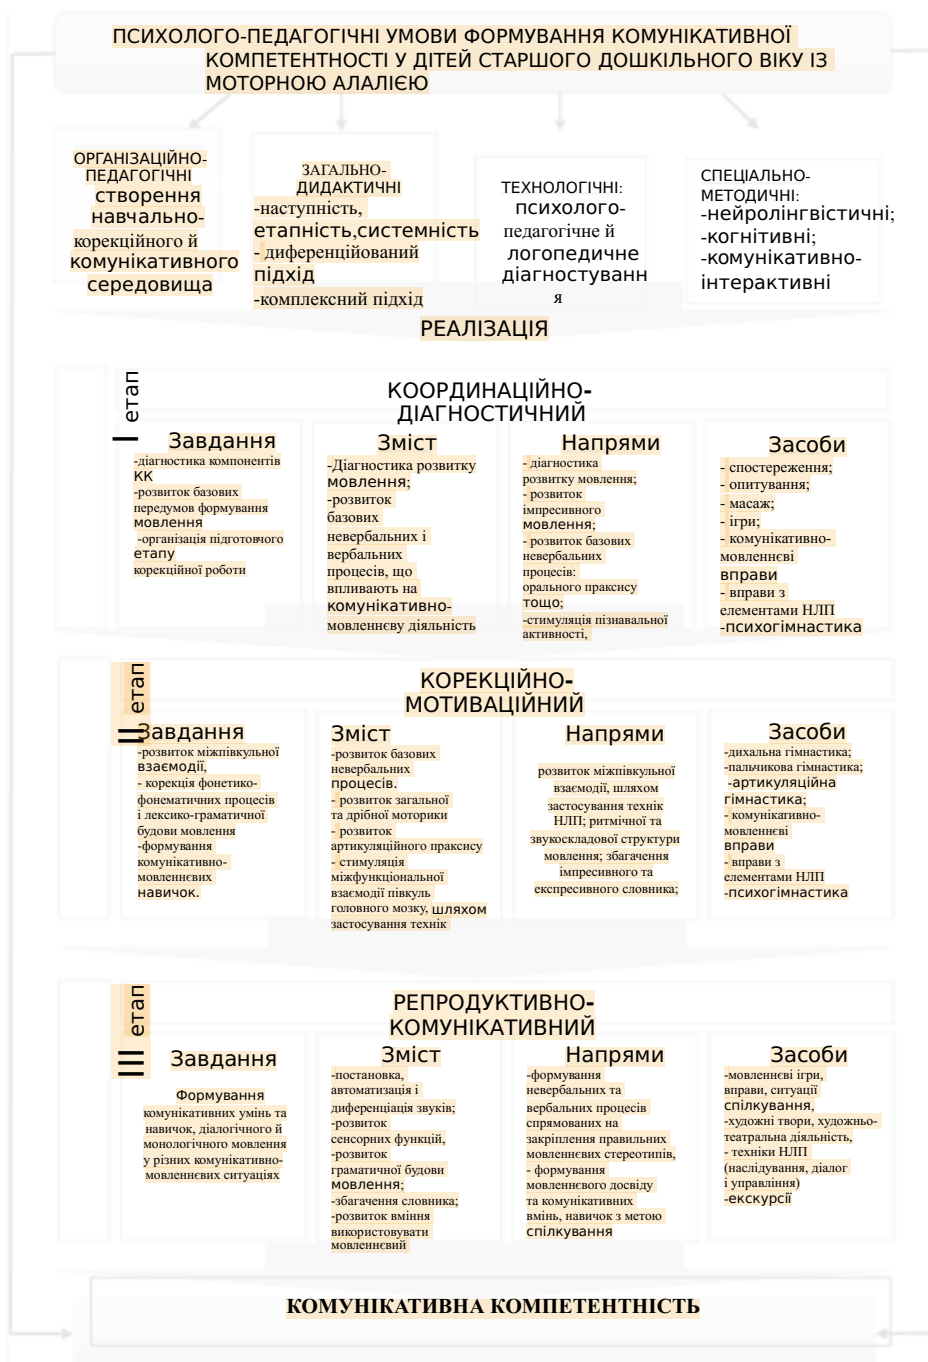 ПСИХОЛОГО-ПЕДАГОГІЧНІ УМОВИ ФОРМУВАННЯ КОМУНІКАТИВНОЇ
КОМПЕТЕНТНОСТІ У ДІТЕЙ СТАРШОГО ДОШКІЛЬНОГО ВІКУ ІЗ
МОТОРНОЮ АЛАЛІЄЮ
ОРГАНІЗАЦІЙНО-
ПЕДАГОГІЧНІ
створення
навчально-
корекційного й
комунікативного
середовища
ЗАГАЛЬНО-
ДИДАКТИЧНІ
-наступність,
етапність,системність
- диференційований
підхід
-комплексний підхід
ТЕХНОЛОГІЧНІ:
психолого-
педагогічне й
логопедичне
діагностуванн
я
СПЕЦІАЛЬНО-
МЕТОДИЧНІ:
-нейролінгвістичні;
-когнітивні;
-комунікативно-
інтерактивні
РЕАЛІЗАЦІЯ
І етап
КООРДИНАЦІЙНО-
ДІАГНОСТИЧНИЙ
Завдання
-діагностика компонентів
КК
-розвиток базових
передумов формування
мовлення
-організація підготовчого
етапу
корекційної роботи
Зміст
-Діагностика розвитку
мовлення;
-розвиток
базових
невербальних і
вербальних
процесів, що
впливають на
комунікативно-
мовленнєву діяльність
Напрями
- діагностика
розвитку мовлення;
- розвиток
імпресивного
мовлення;
- розвиток базових
невербальних
процесів:
орального праксису
тощо;
-стимуляція пізнавальної
активності,
Засоби
- спостереження;
- опитування;
- масаж;
- ігри;
- комунікативно-
мовленнєві
вправи
- вправи з
елементами НЛП
-психогімнастика
ІІ етап
КОРЕКЦІЙНО-
МОТИВАЦІЙНИЙ
Завдання
-розвиток міжпівкульної
взаємодії,
- корекція фонетико-
фонематичних процесів
і лексико-граматичної
будови мовлення
-формування
комунікативно-
мовленнєвих
навичок.
Зміст
-розвиток базових
невербальних
процесів.
- розвиток загальної
та дрібної моторики
- розвиток
артикуляційного праксису
- стимуляція
міжфункціональної
взаємодії півкуль
головного мозку, шляхом
застосування технік
Напрями
розвиток міжпівкульної
взаємодії, шляхом
застосування технік
НЛП; ритмічної та
звукоскладової структури
мовлення; збагачення
імпресивного та
експресивного словника;
Засоби
-дихальна гімнастика;
-пальчикова гімнастика;
-артикуляційна
гімнастика;
- комунікативно-
мовленнєві
вправи
- вправи з
елементами НЛП
-психогімнастика
ІІІ етап
РЕПРОДУКТИВНО-
КОМУНІКАТИВНИЙ
Завдання
Формування
комунікативних умінь та
навичок, діалогічного й
монологічного мовлення
у різних комунікативно-
мовленнєвих ситуаціях
Зміст
-постановка,
автоматизація і
диференціація звуків;
-розвиток
сенсорних функцій,
-розвиток
граматичної будови
мовлення;
-збагачення словника;
-розвиток вміння
використовувати
мовленнєвий
Напрями
-формування
невербальних та
вербальних процесів
спрямованих на
закріплення правильних
мовленнєвих стереотипів,
- формування
мовленнєвого досвіду
та комунікативних
вмінь, навичок з метою
спілкування
Засоби
-мовленнєві ігри,
вправи, ситуації
спілкування,
-художні твори, художньо-
театральна діяльність,
- техніки НЛП
(наслідування, діалог
і управління)
-екскурсії
КОМУНІКАТИВНА КОМПЕТЕНТНІСТЬ